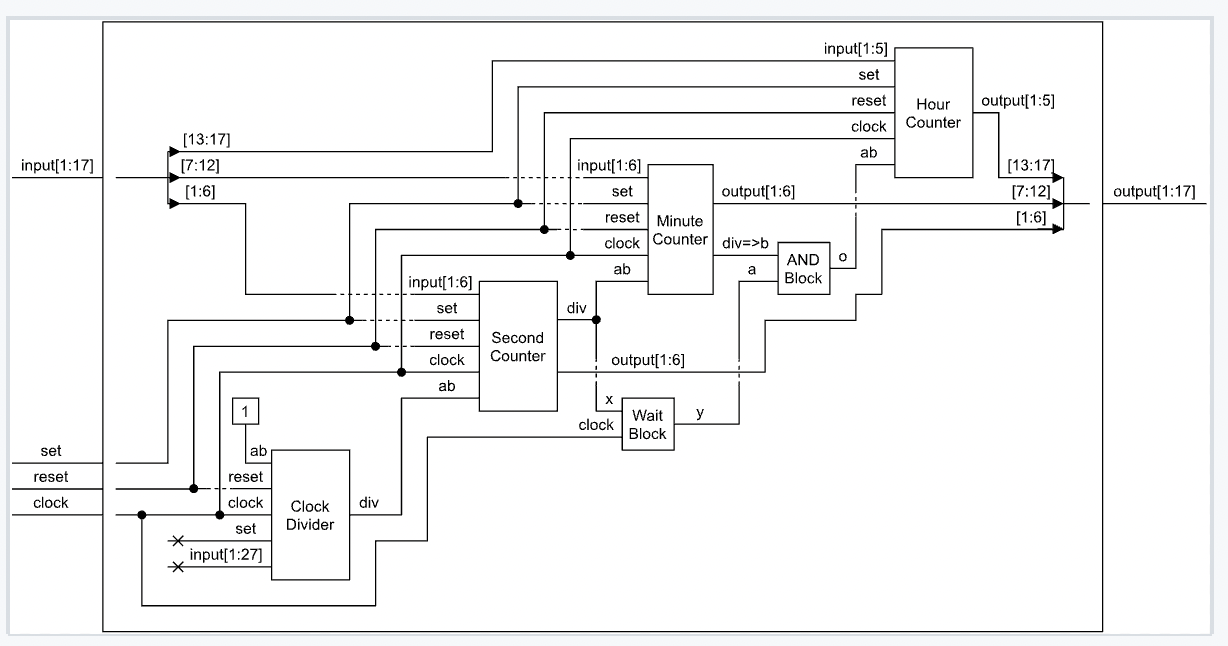 input[1:5]
set
reset
clock
ab
Hour
Counter
output[1:5]
[13:17]
input[1:17]
[7:12]
[1:6]
input[1:6]
set
reset
clock
ab
Minute
Counter
output[1:6]
div=>b
a
AND
Block
o
[13:17]
[7:12]
[1:6]
output[1:17]
input[1:6]
set
reset
clock
ab
Second
Counter
div
output[1:6]
x
clock
Wait
Block
y
1
set
reset
clock
ab
reset
clock
set
input[1:27]
Clock
Divider
div